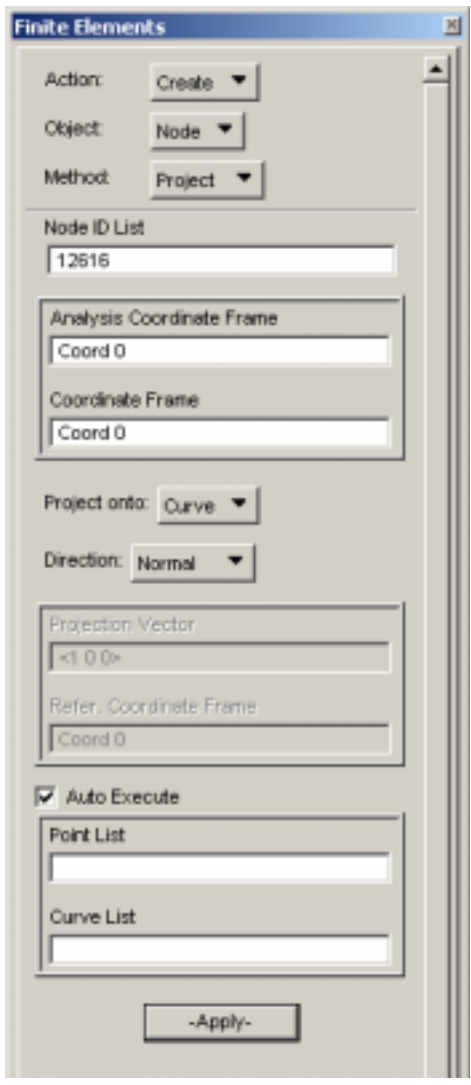 Finite Elements
Action: Create
Object: Node
Method: Project
Node ID List
12616
Analysis Coordinate Frame
Coord 0
Coordinate Frame
Coord 0
Project onto: Curve
Direction: Normal
Projection Vector
<1 0 0>
Refer. Coordinate Frame
Coord 0
Auto Execute
Point List
Curve List
-Apply-